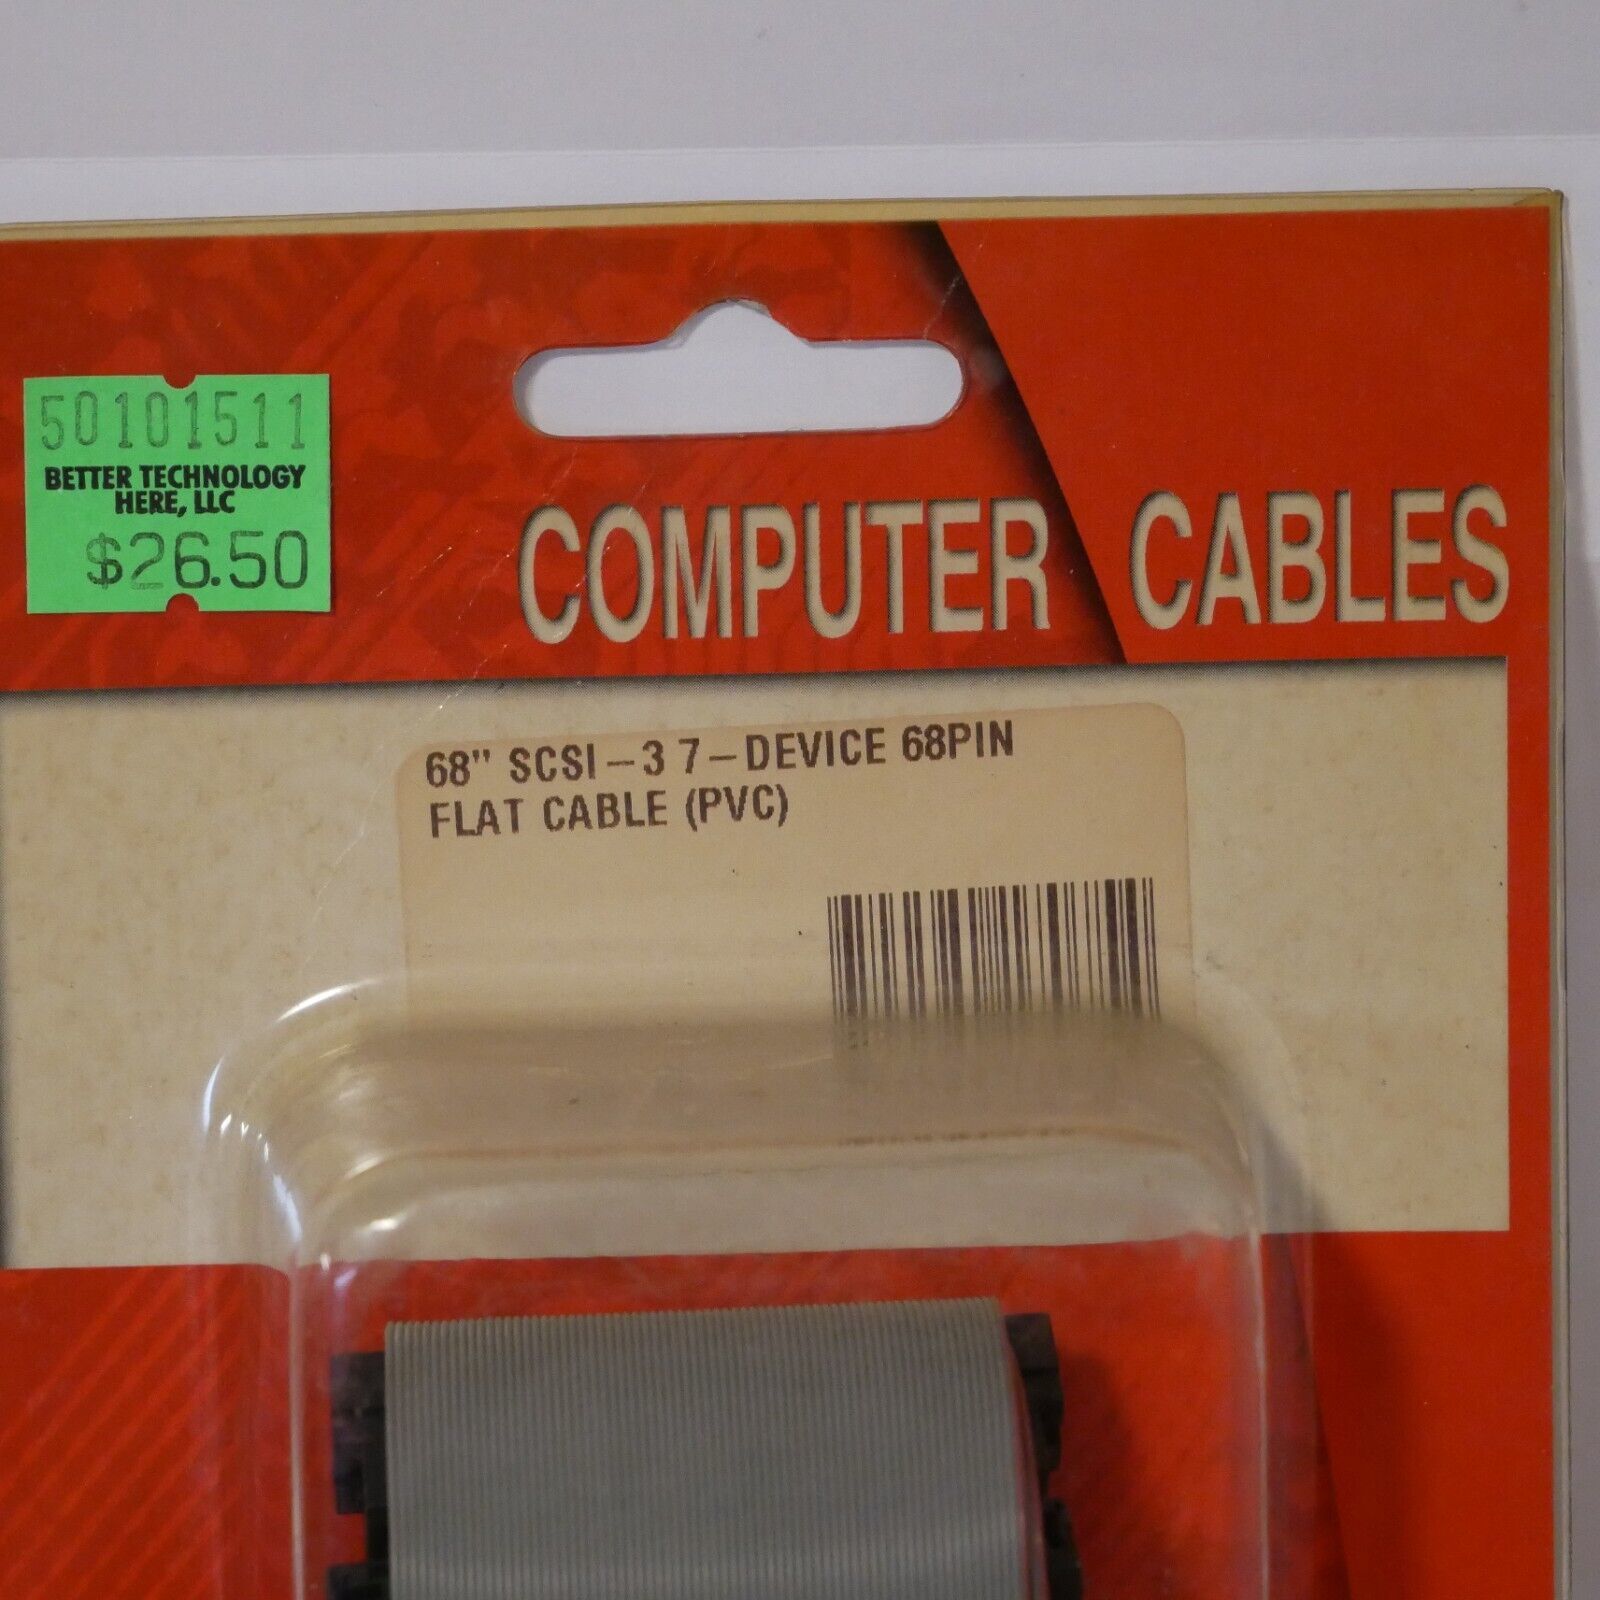 50101511
BETTER TECHNOLOGY
HERE, LLC
$26.50
COMPUTER CABLES
68" SCSI-3 7-DEVICE 68PIN
FLAT CABLE (PVC)